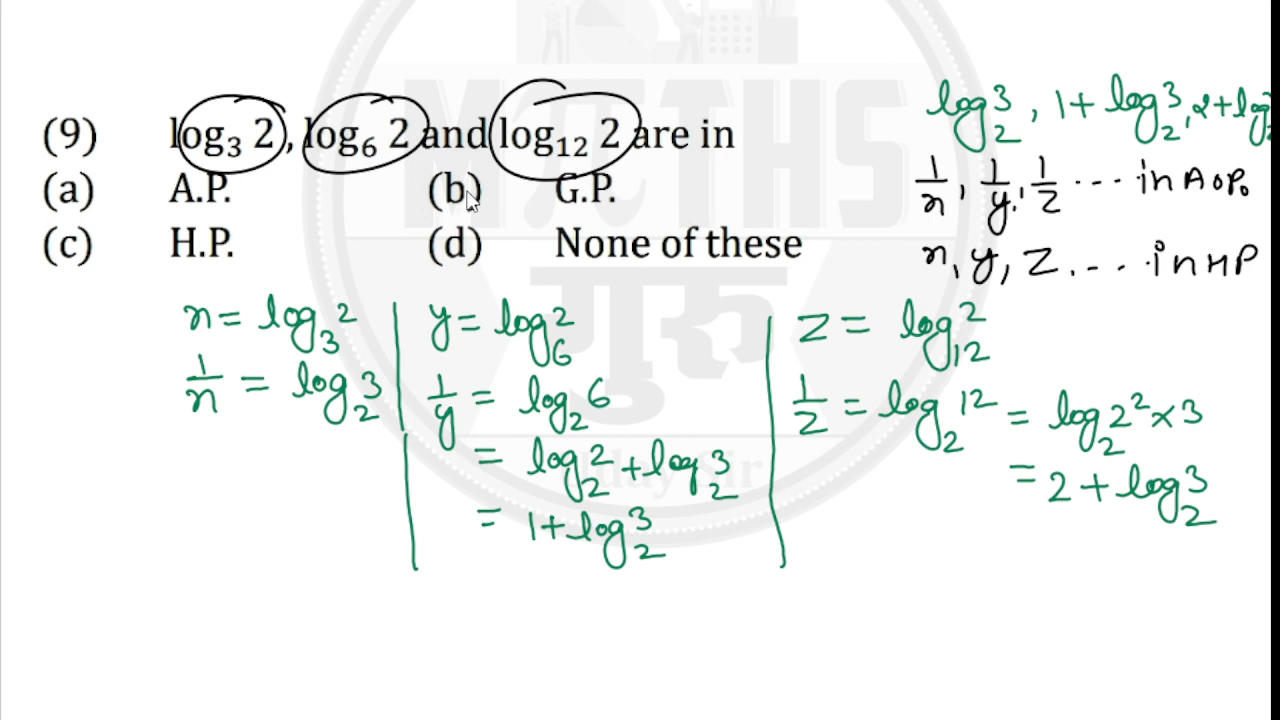 MATHS
गुरु
(9) log₃ 2, log₆ 2 and log₁₂ 2 are in
(a) A.P. (b) G.P.
(c) H.P. (d) None of these
log₂3, 1 + log₂3, 2 + log
1/x, 1/y, 1/z ... in A.P.
x, y, z ... in HP
x = log₃2
1/x = log₂3
y = log₆2
1/y = log₂6
= log₂2 + log₂3
= 1 + log₂3
z = log₁₂2
1/z = log₂12 = log₂2² × 3
= 2 + log₂3